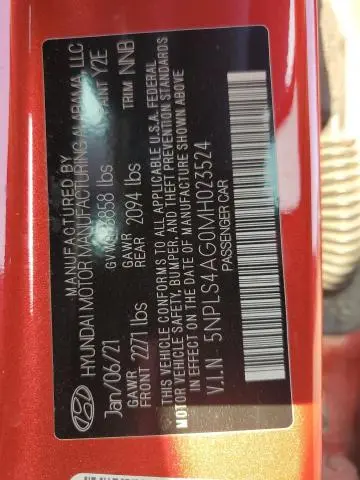 MANUFACTURED BY
HYUNDAI MOTOR MANUFACTURING ALABAMA, LLC
Jan/06/21 GVWR 3858 lbs PAINT Y2E
GAWR FRONT 2271 lbs GAWR REAR 2094 lbs TRIM NNB
THIS VEHICLE CONFORMS TO ALL APPLICABLE U.S.A. FEDERAL
MOTOR VEHICLE SAFETY, BUMPER, AND THEFT PREVENTION STANDARDS
IN EFFECT ON THE DATE OF MANUFACTURE SHOWN ABOVE
V.I.N - 5NPLS4AG0MH023524
PASSENGER CAR